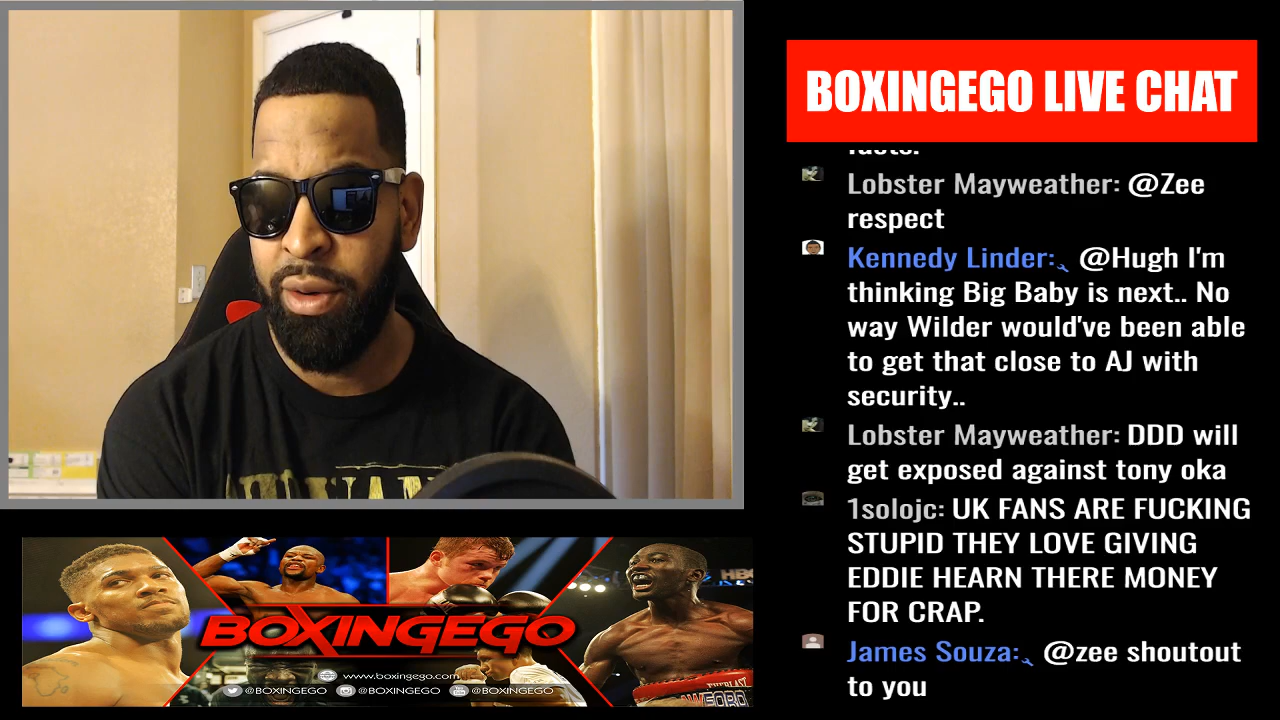 BOXINGEGO LIVE CHAT
facts.
Lobster Mayweather: @Zee
respect
Kennedy Linder: @Hugh I'm
thinking Big Baby is next.. No
way Wilder would've been able
to get that close to AJ with
security..
Lobster Mayweather: DDD will
get exposed against tony oka
1solojc: UK FANS ARE FUCKING
STUPID THEY LOVE GIVING
EDDIE HEARN THERE MONEY
FOR CRAP.
James Souza: @zee shoutout
to you
HBO
BOXINGEGO
www.boxingego.com
@BOXINGEGO @BOXINGEGO @BOXINGEGO
EVERLAST